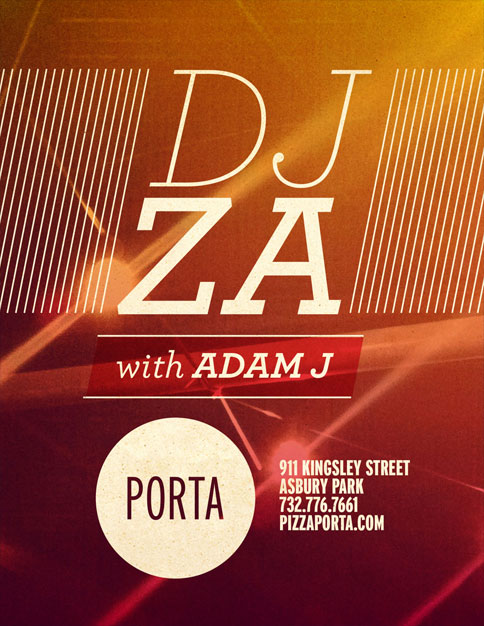 DJ
ZA
with ADAM J
PORTA
911 KINGSLEY STREET
ASBURY PARK
732.776.7661
PIZZAPORTA.COM